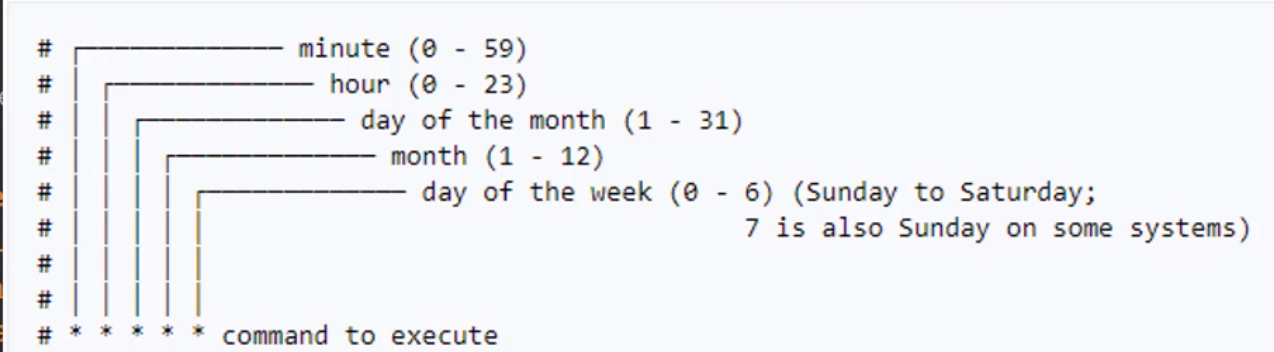 # ┌───────────── minute (0 - 59)
# │ ┌───────────── hour (0 - 23)
# │ │ ┌───────────── day of the month (1 - 31)
# │ │ │ ┌───────────── month (1 - 12)
# │ │ │ │ ┌───────────── day of the week (0 - 6) (Sunday to Saturday;
# │ │ │ │ │                                   7 is also Sunday on some systems)
# │ │ │ │ │
# │ │ │ │ │
# * * * * * command to execute